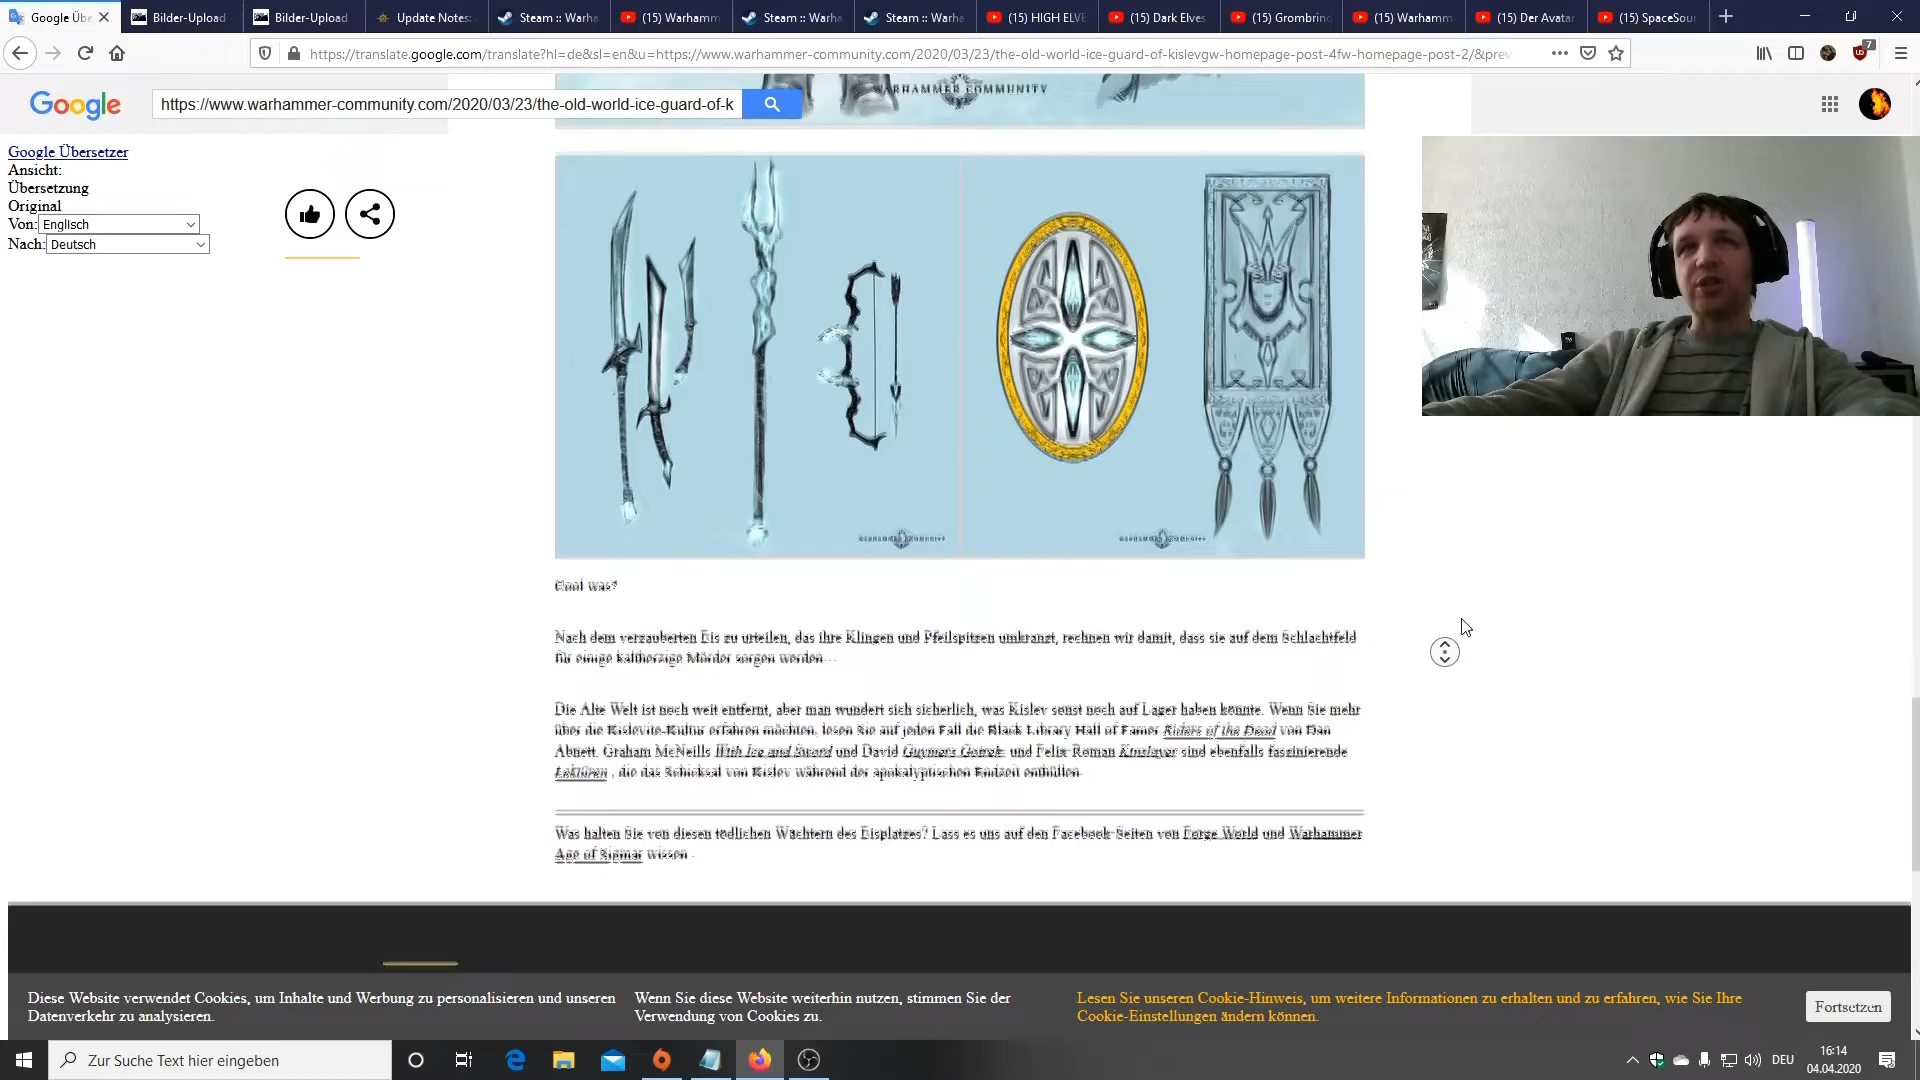 Google Übe
Bilder-Upload
Bilder-Upload
Update Notes:
Steam :: Warha
(15) Warhamm
Steam :: Warha
Steam :: Warha
(15) HIGH ELVE
(15) Dark Elves
(15) Grombrind
(15) Warhamme
(15) Der Avatar
(15) SpaceSour
https://translate.google.com/translate?hl=de&sl=en&u=https://www.warhammer-community.com/2020/03/23/the-old-world-ice-guard-of-kislevgw-homepage-post-4fw-homepage-post-2/&prev
7
Google
https://www.warhammer-community.com/2020/03/23/the-old-world-ice-guard-of-k
WARHAMMER COMMUNITY
Google Übersetzer
Ansicht:
Übersetzung
Original
Von: Englisch
Nach: Deutsch
WARHAMMER COMMUNITY
WARHAMMER COMMUNITY
Cool was?
Nach dem verzauberten Eis zu urteilen, das ihre Klingen und Pfeilspitzen umkranzt, rechnen wir damit, dass sie auf dem Schlachtfeld
für einige kaltherzige Mörder sorgen werden...
Die Alte Welt ist noch weit entfernt, aber man wundert sich sicherlich, was Kislev sonst noch auf Lager haben könnte. Wenn Sie mehr
über die Kislevite-Kultur erfahren möchten, lesen Sie auf jeden Fall die Black Library Hall of Famer Riders of the Dead von Dan
Abnett. Graham McNeills With Ice and Sword und David Guymers Gotrek- und Felix-Roman Kinslayer sind ebenfalls faszinierende
Lektüren , die das Schicksal von Kislev während der apokalyptischen Endzeit enthüllen.
Was halten Sie von diesen tödlichen Wächtern des Eisplatzes? Lass es uns auf den Facebook-Seiten von Forge World und Warhammer
Age of Sigmar wissen .
Diese Website verwendet Cookies, um Inhalte und Werbung zu personalisieren und unseren
Datenverkehr zu analysieren.
Wenn Sie diese Website weiterhin nutzen, stimmen Sie der
Verwendung von Cookies zu.
Lesen Sie unseren Cookie-Hinweis, um weitere Informationen zu erhalten und zu erfahren, wie Sie Ihre
Cookie-Einstellungen ändern können.
Fortsetzen
Zur Suche Text hier eingeben
DEU
16:14
04.04.2020